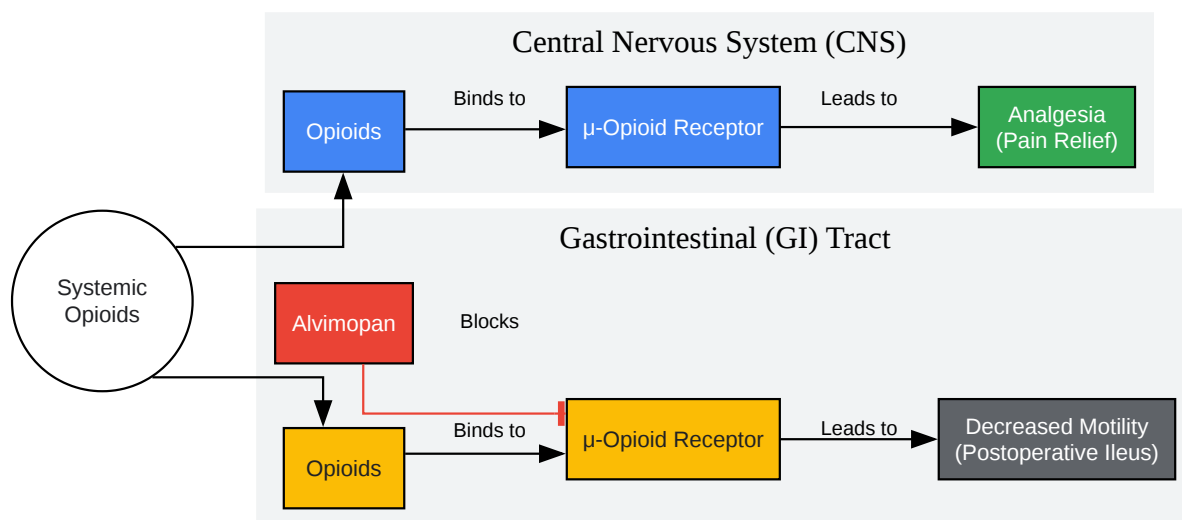 Central Nervous System (CNS)
Opioids
Binds to
μ-Opioid Receptor
Leads to
Analgesia
(Pain Relief)
Systemic
Opioids
Gastrointestinal (GI) Tract
Alvimopan
Blocks
Opioids
Binds to
μ-Opioid Receptor
Leads to
Decreased Motility
(Postoperative Ileus)